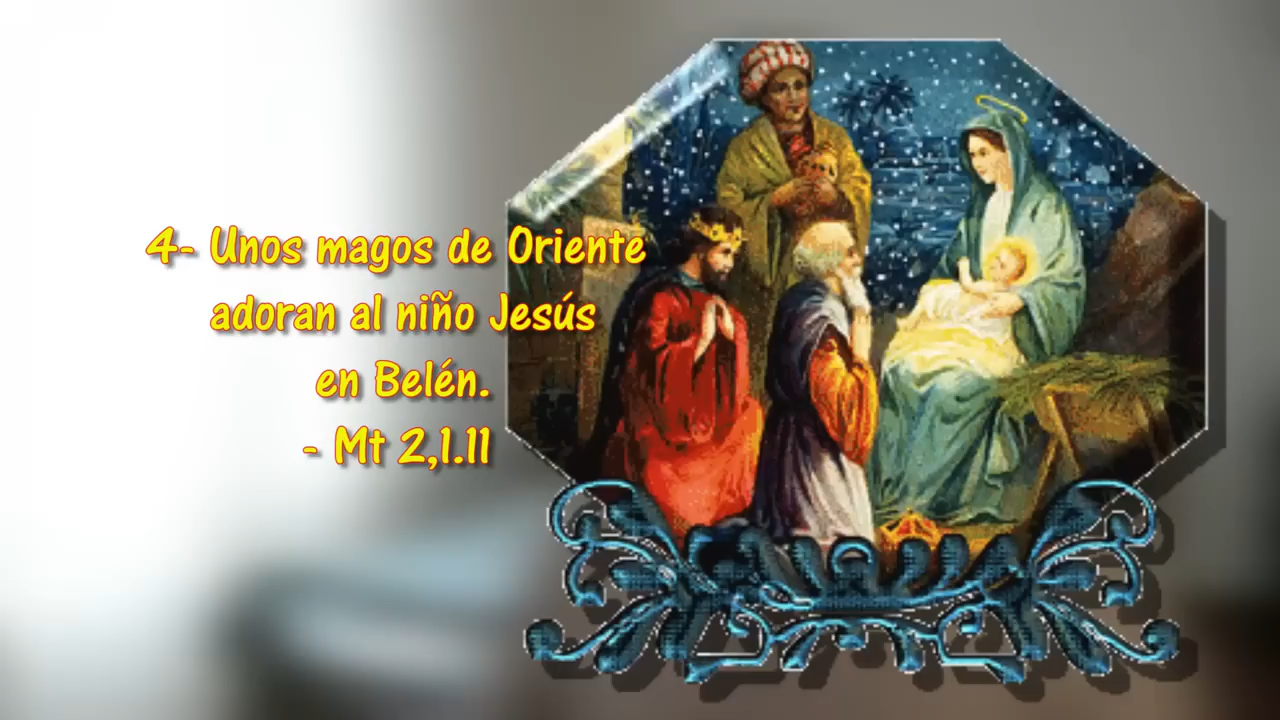 4- Unos magos de Oriente
adoran al niño Jesús
en Belén.
- Mt 2,1.11